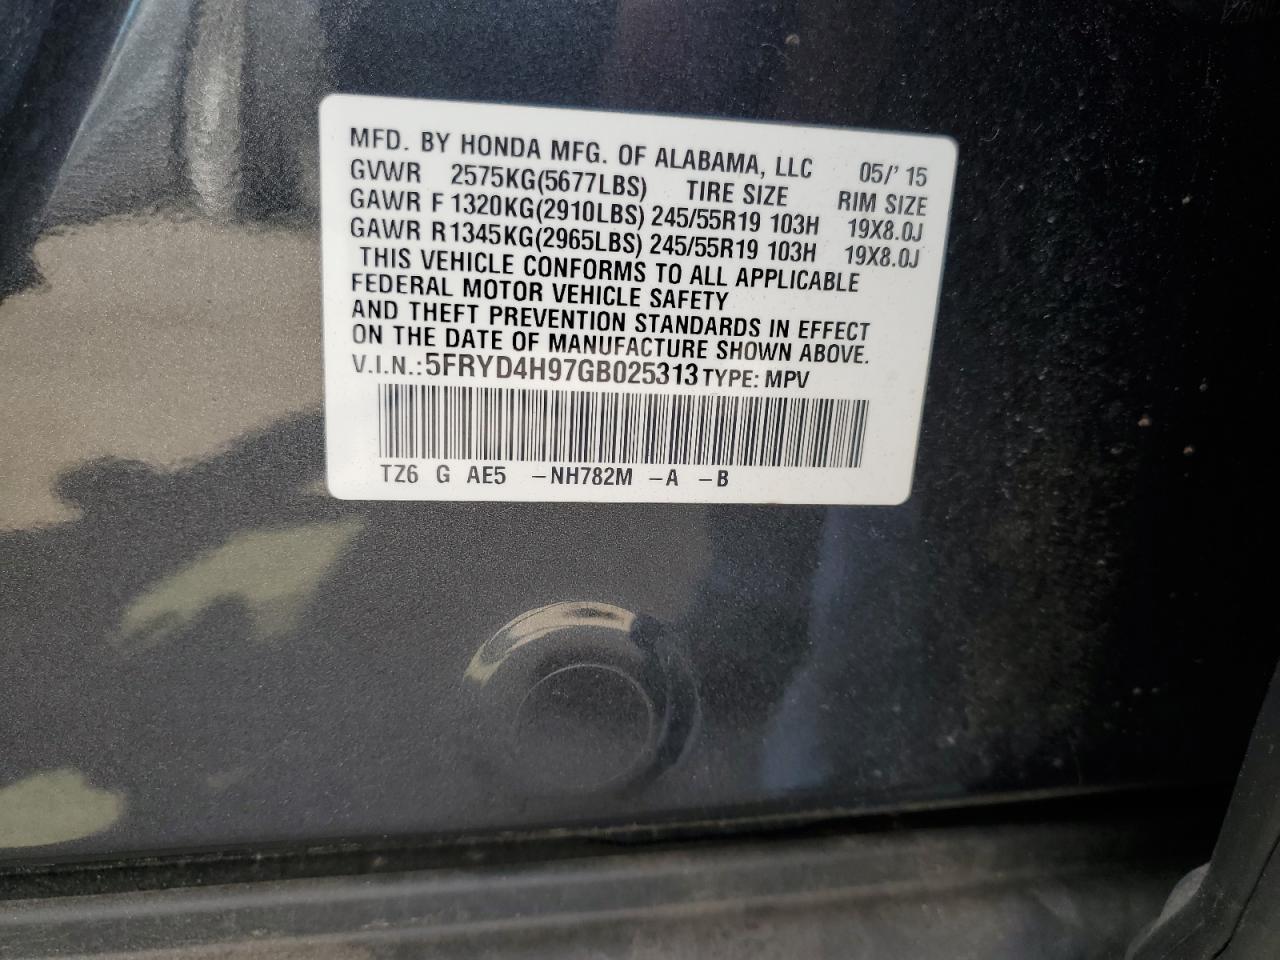 MFD. BY HONDA MFG. OF ALABAMA, LLC 05/'15
GVWR 2575KG(5677LBS) TIRE SIZE RIM SIZE
GAWR F 1320KG(2910LBS) 245/55R19 103H 19X8.0J
GAWR R1345KG(2965LBS) 245/55R19 103H 19X8.0J
THIS VEHICLE CONFORMS TO ALL APPLICABLE
FEDERAL MOTOR VEHICLE SAFETY
AND THEFT PREVENTION STANDARDS IN EFFECT
ON THE DATE OF MANUFACTURE SHOWN ABOVE.
V.I.N.:5FRYD4H97GB025313 TYPE: MPV
TZ6 G AE5 –NH782M –A –B